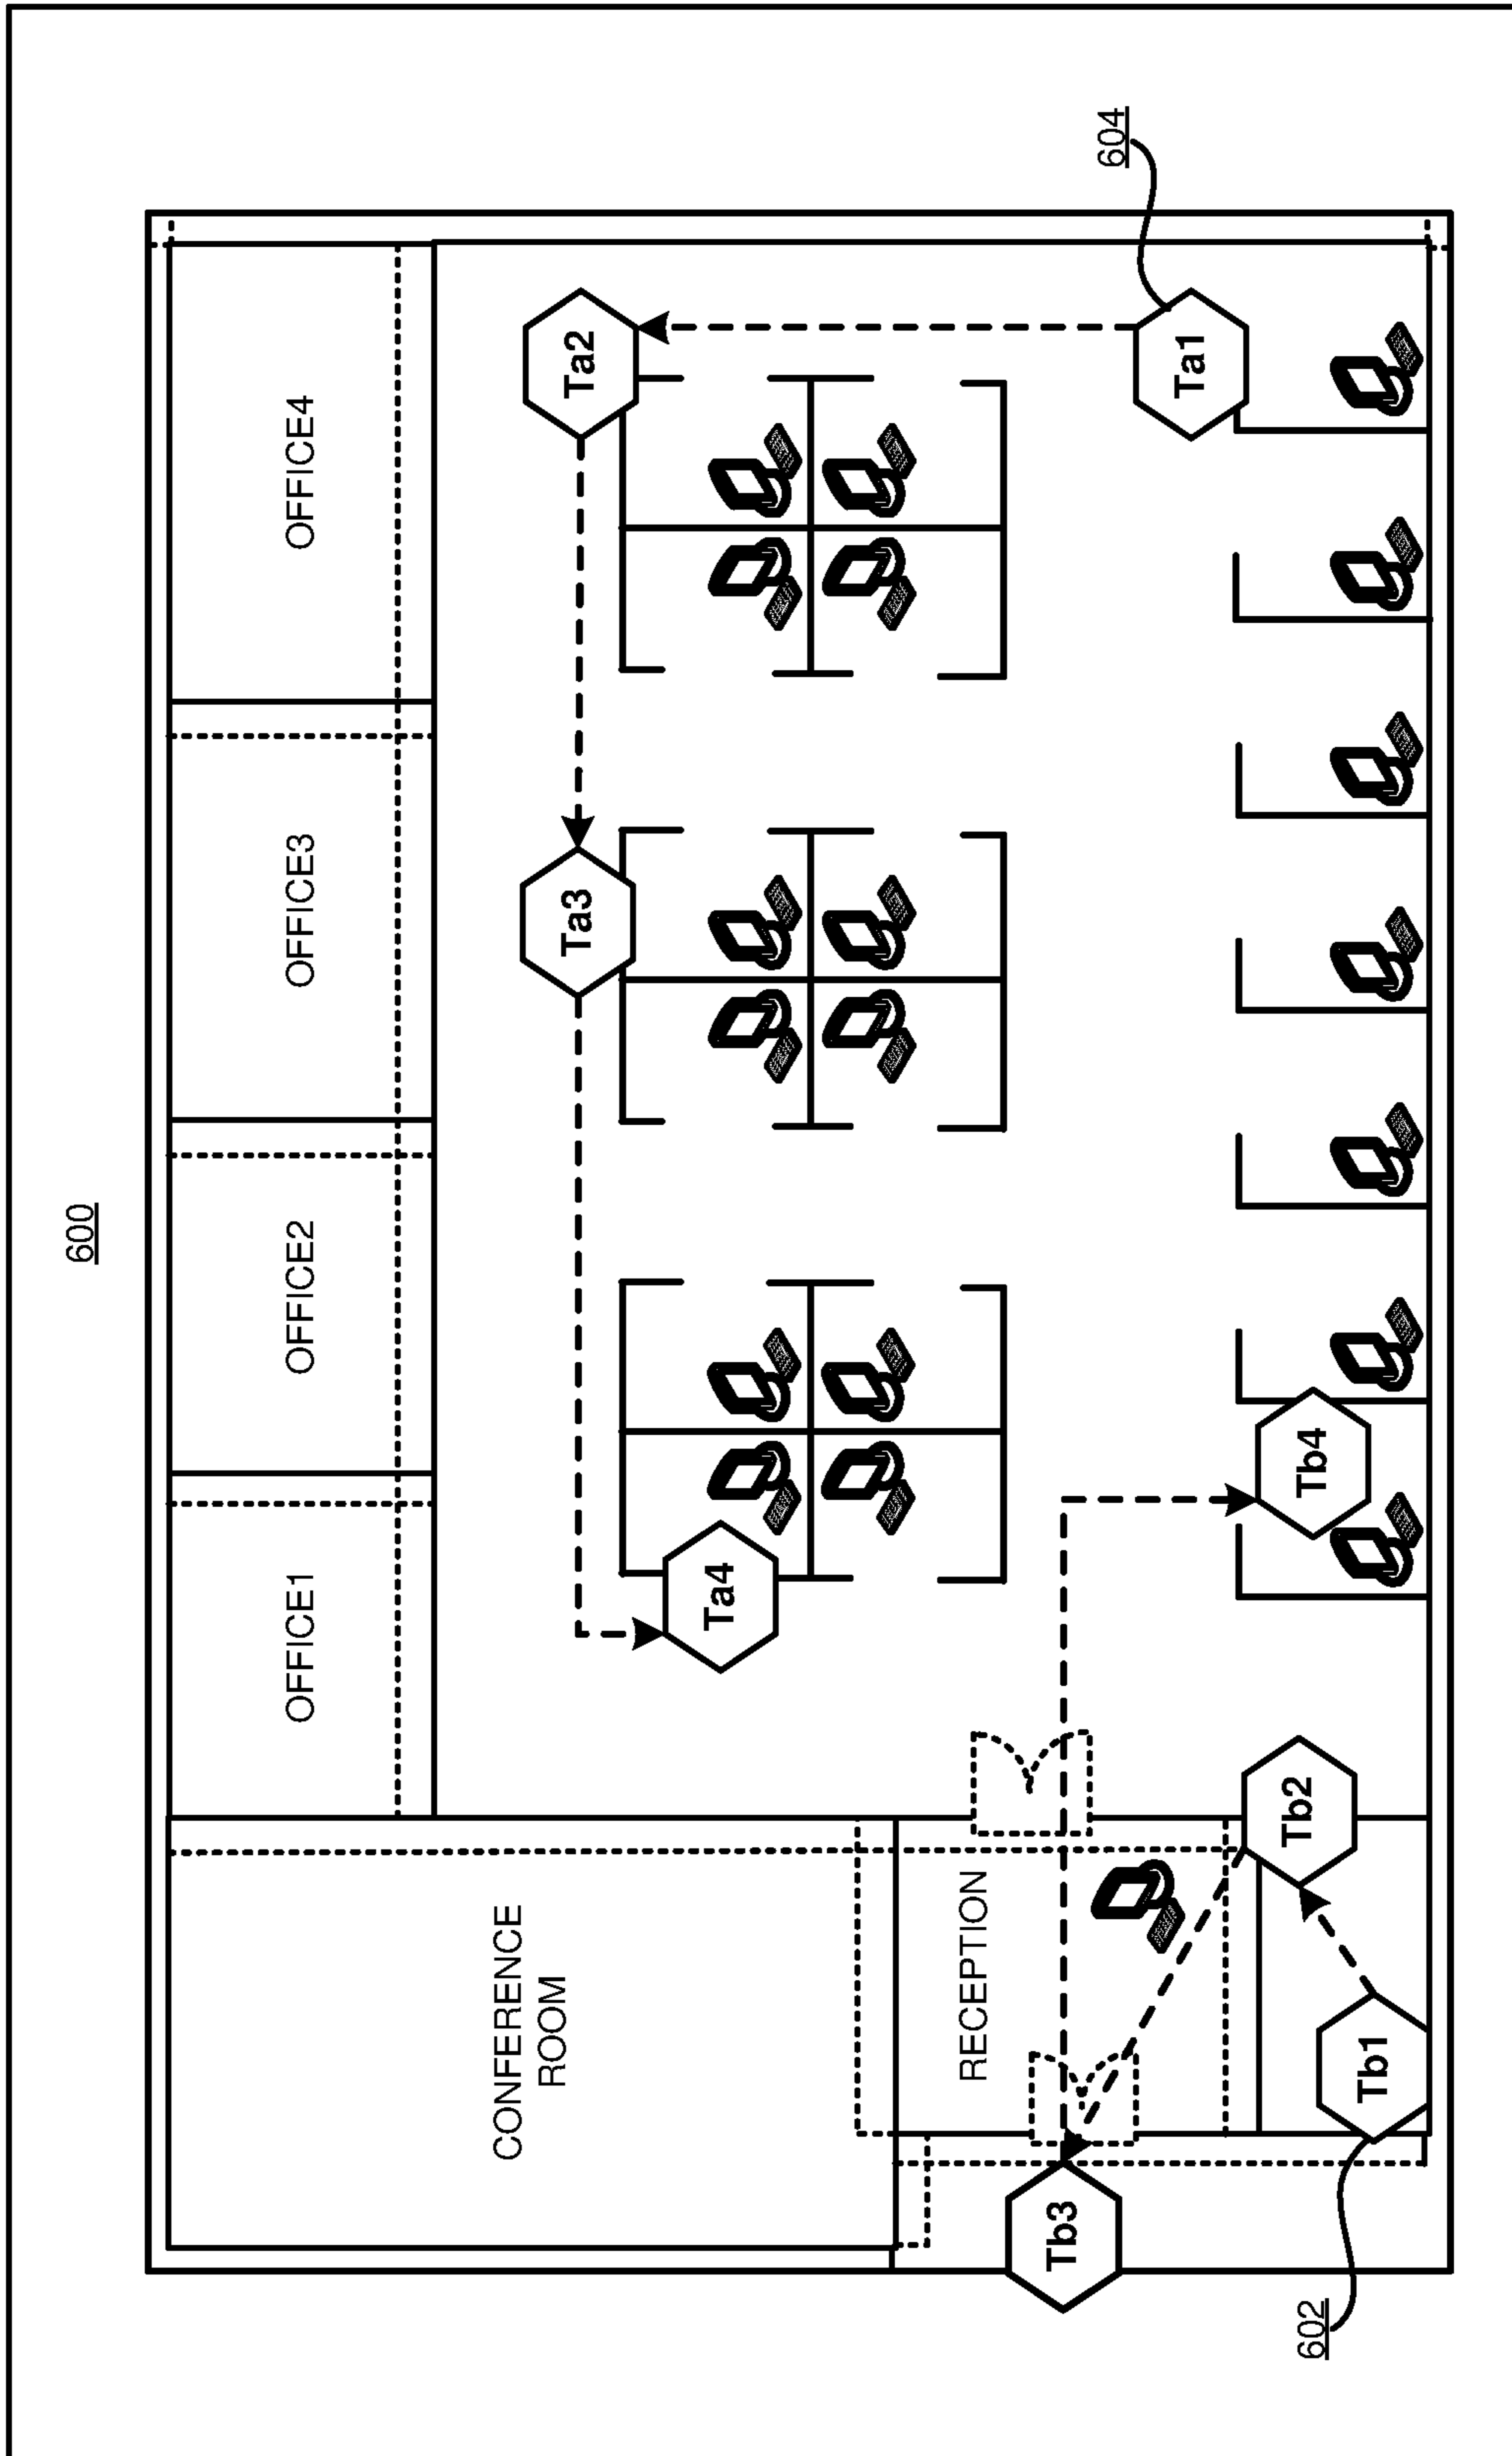 600
OFFICE1
OFFICE2
OFFICE3
OFFICE4
CONFERENCE
ROOM
Ta3
Ta2
Ta4
RECEPTION
Tb3
604
Ta1
Tb2
Tb4
Tb1
602